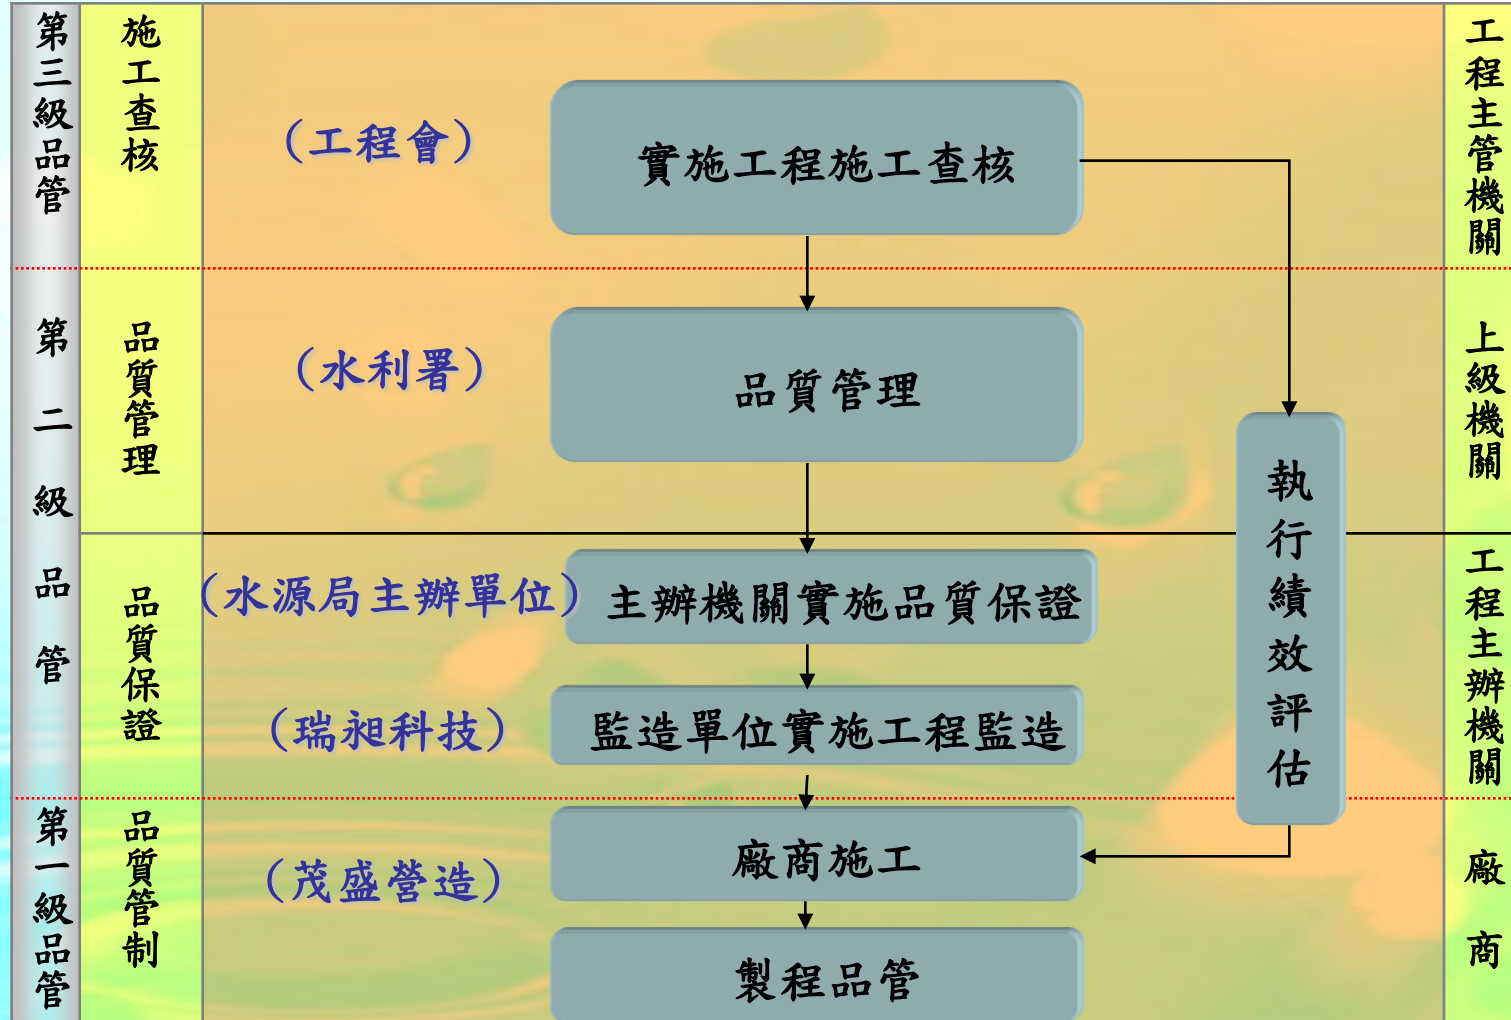 第三級品管
施工查核
（工程會）
實施工程施工查核
工程主管機關
第二級品管
品質管理
（水利署）
品質管理
上級機關
執行績效評估
品質保證
（水源局主辦單位）
主辦機關實施品質保證
工程主辦機關
（瑞昶科技）
監造單位實施工程監造
第一級品管
品質管制
（茂盛營造）
廠商施工
廠商
製程品管